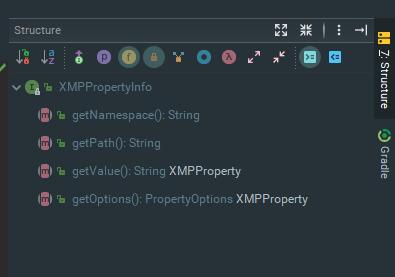 Structure
XMPPropertyInfo
getNamespace(): String
getPath(): String
getValue(): String XMPProperty
getOptions(): PropertyOptions XMPProperty
Z: Structure
Gradle